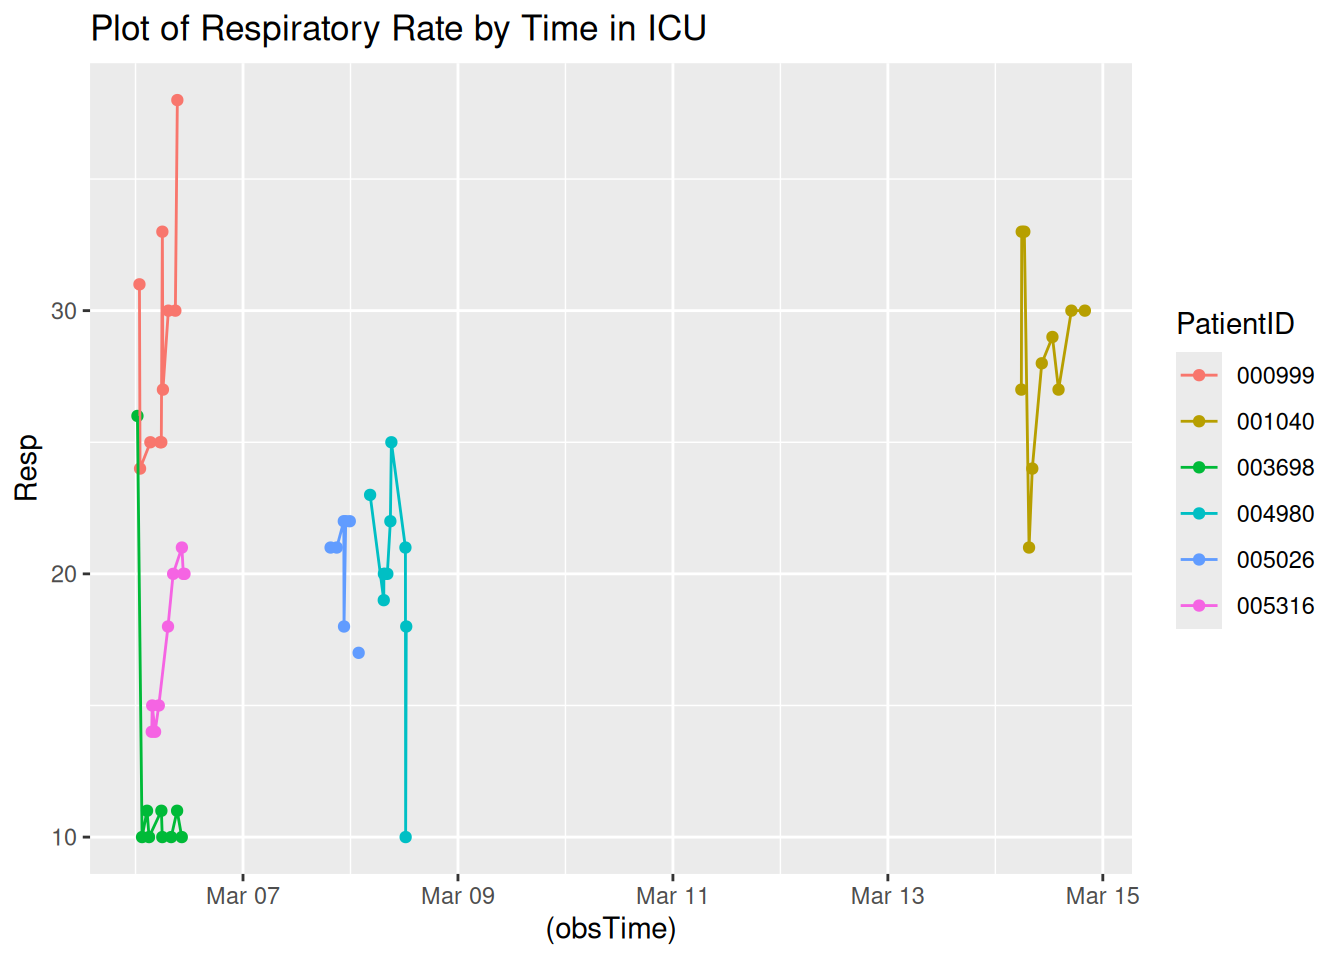 Plot of Respiratory Rate by Time in ICU
Resp
30
20
10
Mar 07
Mar 09
Mar 11
Mar 13
Mar 15
(obsTime)
PatientID
000999
001040
003698
004980
005026
005316